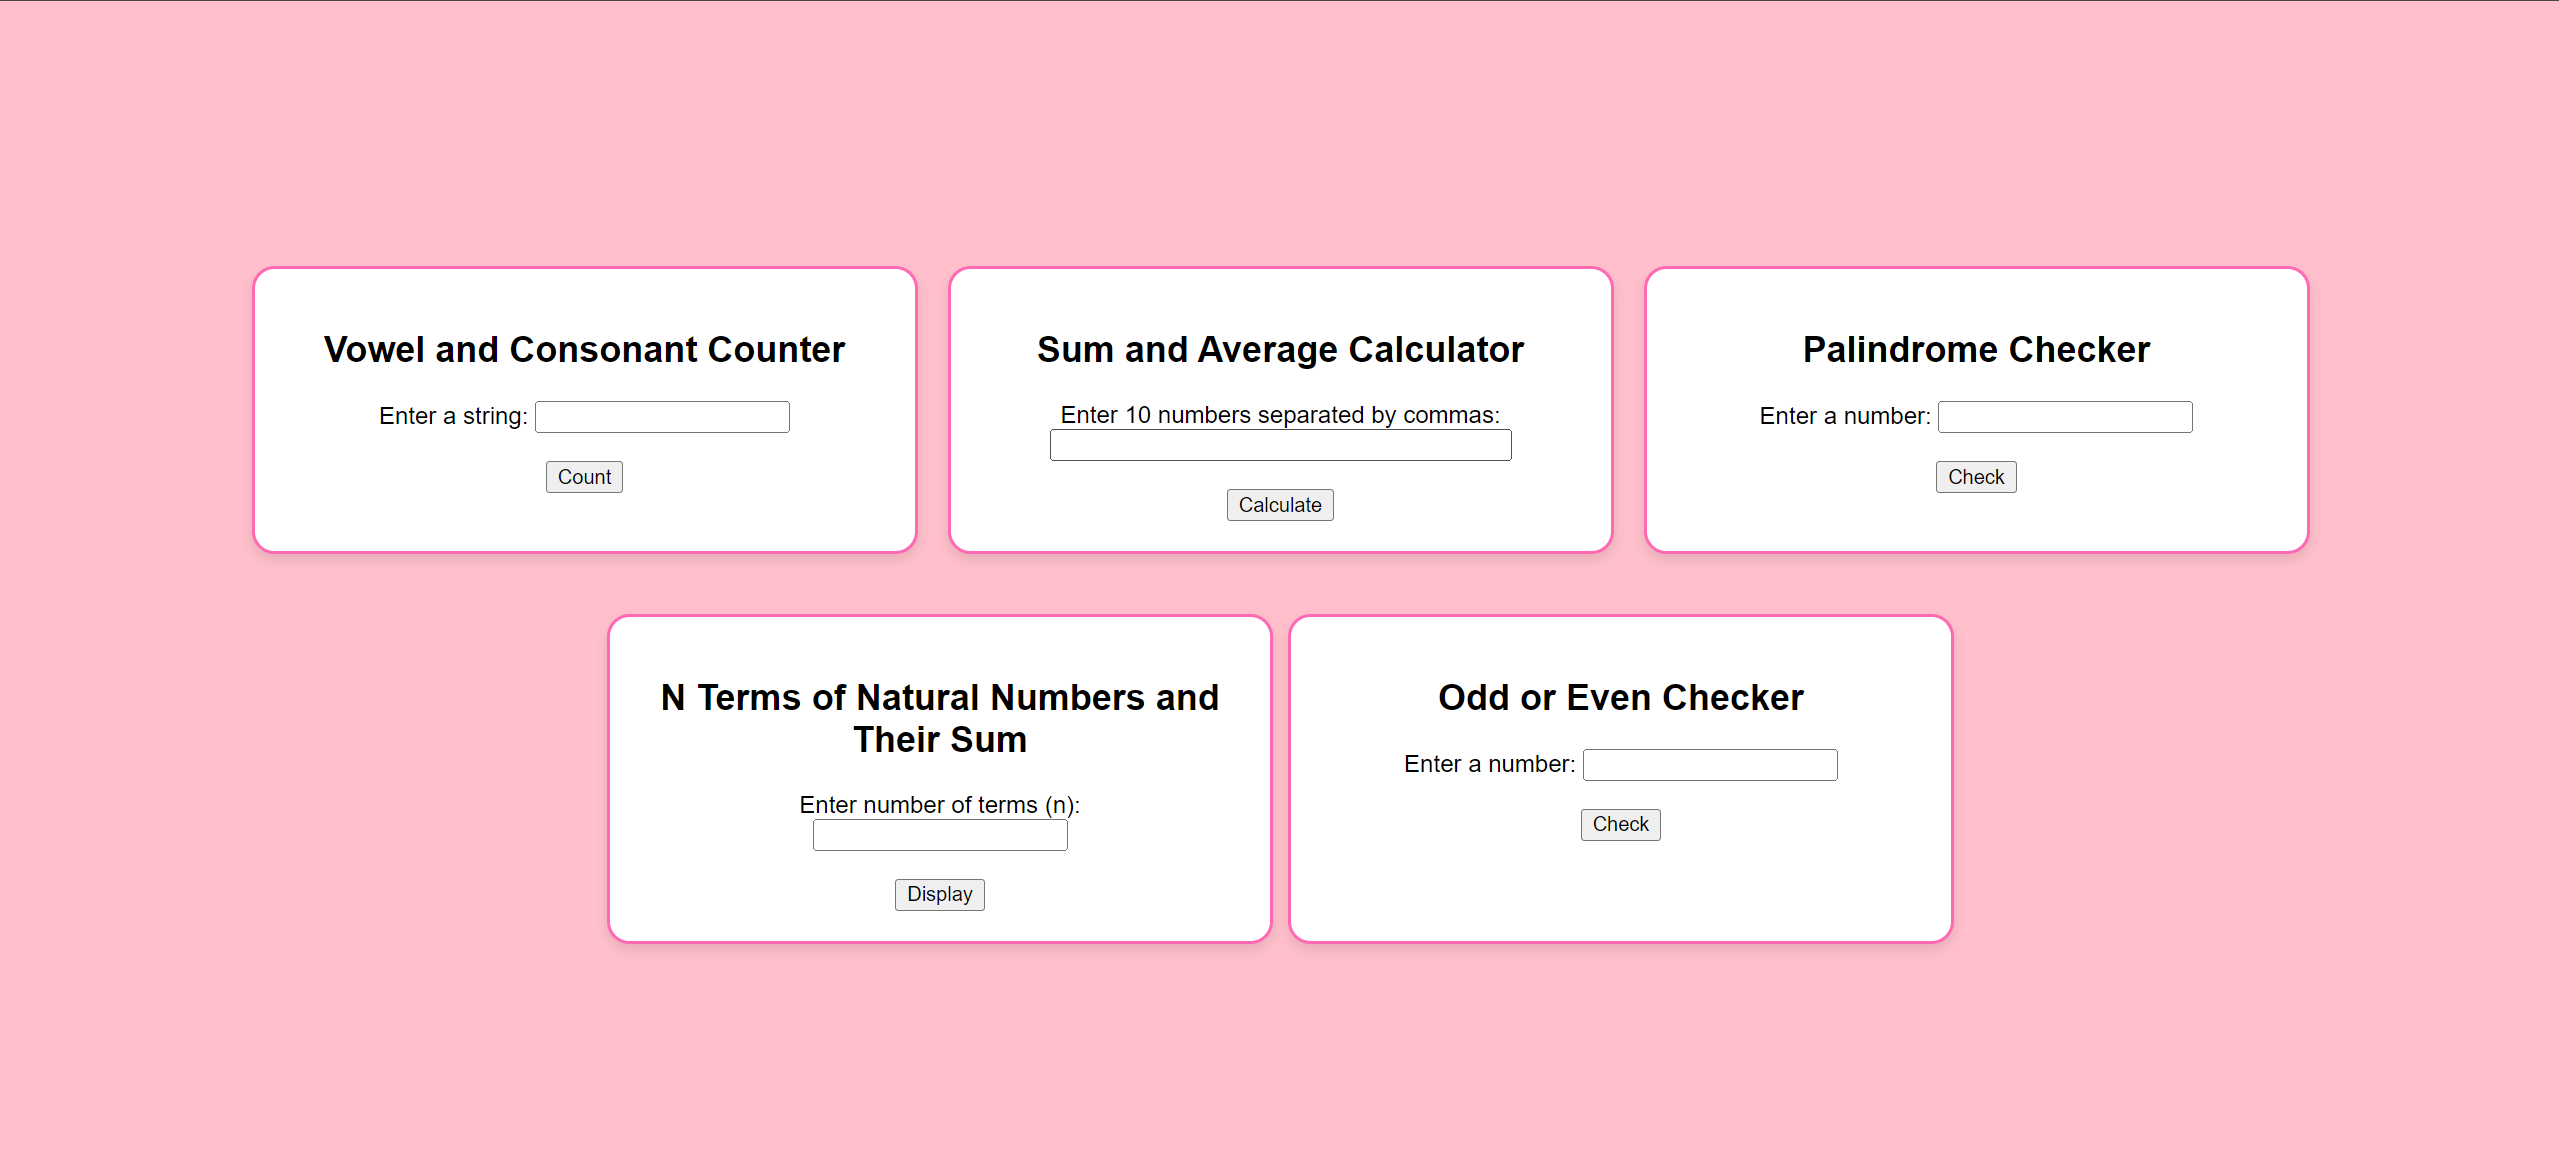 Vowel and Consonant Counter
Enter a string:
Count
Sum and Average Calculator
Enter 10 numbers separated by commas:
Calculate
Palindrome Checker
Enter a number:
Check
N Terms of Natural Numbers and
Their Sum
Enter number of terms (n):
Display
Odd or Even Checker
Enter a number:
Check